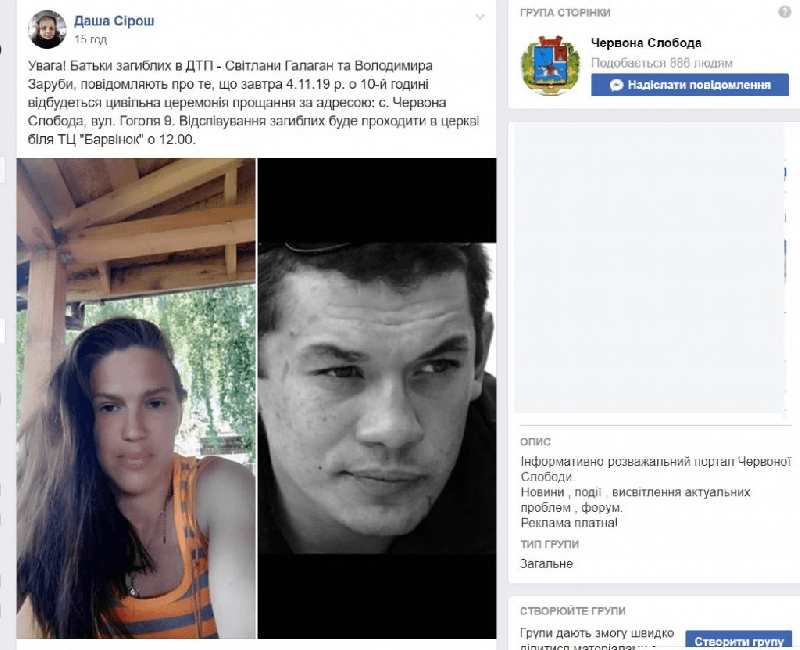 Даша Сірош
15 год
Увага! Батьки загиблих в ДТП - Світлани Галаган та Володимира
Заруби, повідомляють про те, що завтра 4.11.19 р. о 10-й годині
відбудеться цивільна церемонія прощання за адресою: с. Червона
Слобода, вул. Гоголя 9. Відспівування загиблих буде проходити в церкві
біля ТЦ "Барвінок" о 12.00.
ГРУПА СТОРІНКИ
Червона Слобода
Подобається 886 людям
Надіслати повідомлення
ОПИС
Інформативно розважальний портал Червоної
Слободи.
Новини , події , висвітлення актуальних
проблем , форум.
Реклама платна!
ТИП ГРУПИ
Загальне
СТВОРЮЙТЕ ГРУПИ
Групи дають змогу швидко
Створити групу